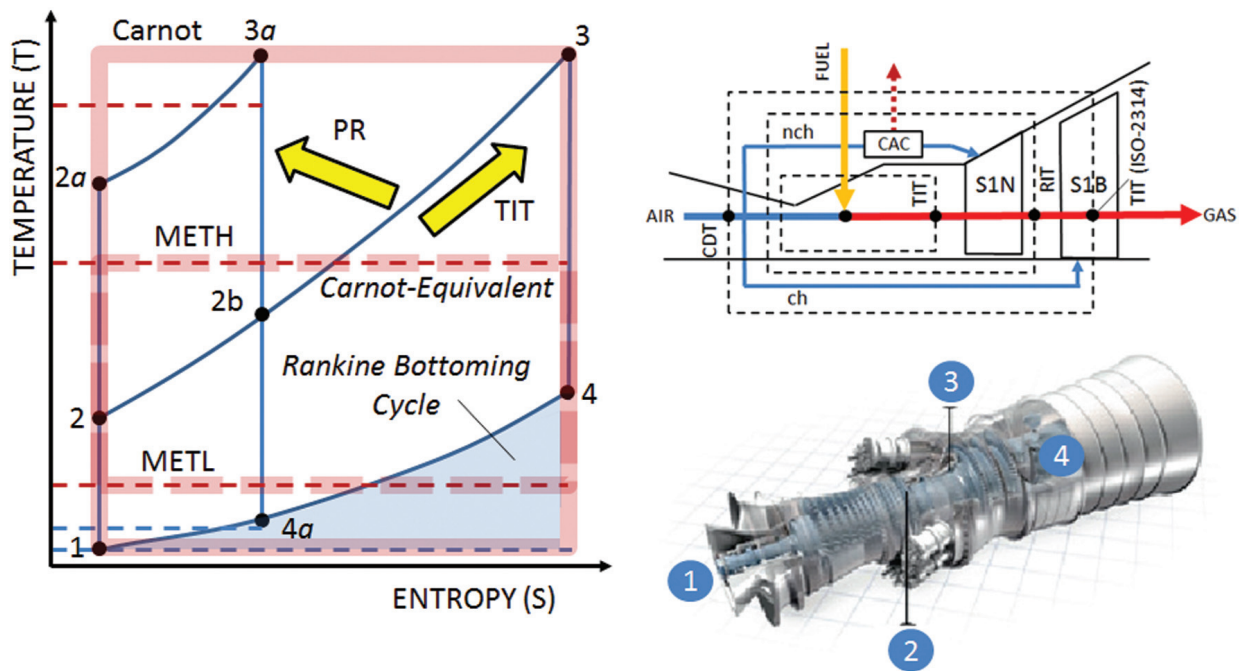 TEMPERATURE (T)
Carnot
3a
3
PR
2a
TIT
METH
2b
Carnot-Equivalent
Rankine Bottoming
Cycle
2
4
METL
4a
1
ENTROPY (S)
FUEL
nch
CAC
TIT
S1N
RIT
S1B
TIT (ISO-2314)
AIR
GAS
CDT
ch
3
4
1
2